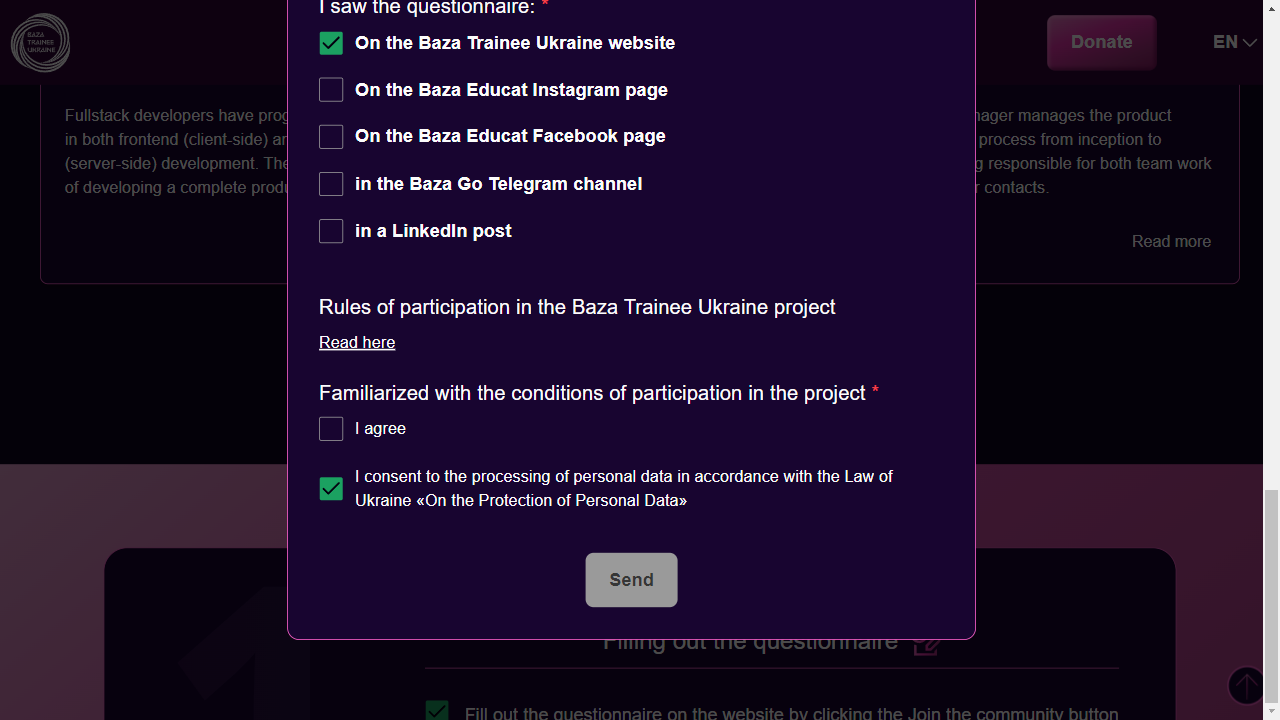 BAZA
TRAINEE
UKRAINE
Donate
EN
I saw the questionnaire: *
On the Baza Trainee Ukraine website
On the Baza Educat Instagram page
On the Baza Educat Facebook page
in the Baza Go Telegram channel
in a LinkedIn post
Rules of participation in the Baza Trainee Ukraine project
Read here
Familiarized with the conditions of participation in the project *
I agree
I consent to the processing of personal data in accordance with the Law of
Ukraine «On the Protection of Personal Data»
Send
Fullstack developers have
in both frontend (client-side)
(server-side) development.
of developing a complete
manages the product
process from inception to
responsible for both team work
contacts.
Read more
1
Filling out the questionnaire
Fill out the questionnaire on the website by clicking the Join the community button